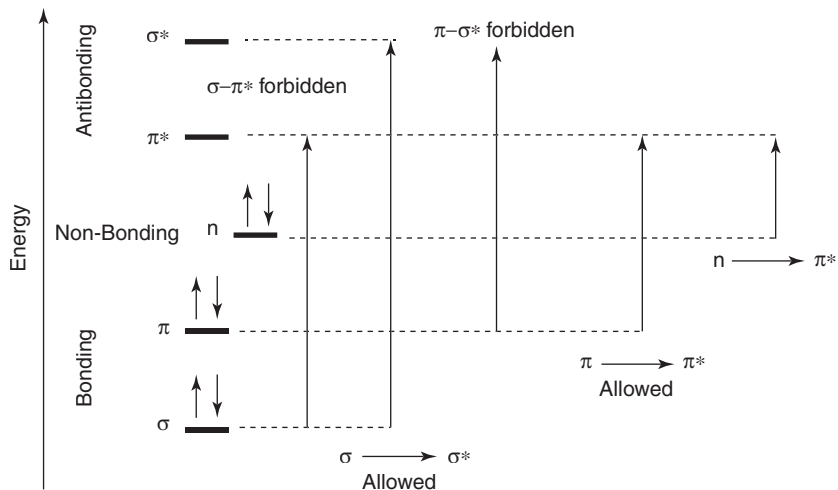 σ*
π–σ* forbidden
σ–π* forbidden
Antibonding
π*
Energy
Non-Bonding n
n ⟶ π*
π
Bonding
π ⟶ π*
Allowed
σ
σ ⟶ σ*
Allowed